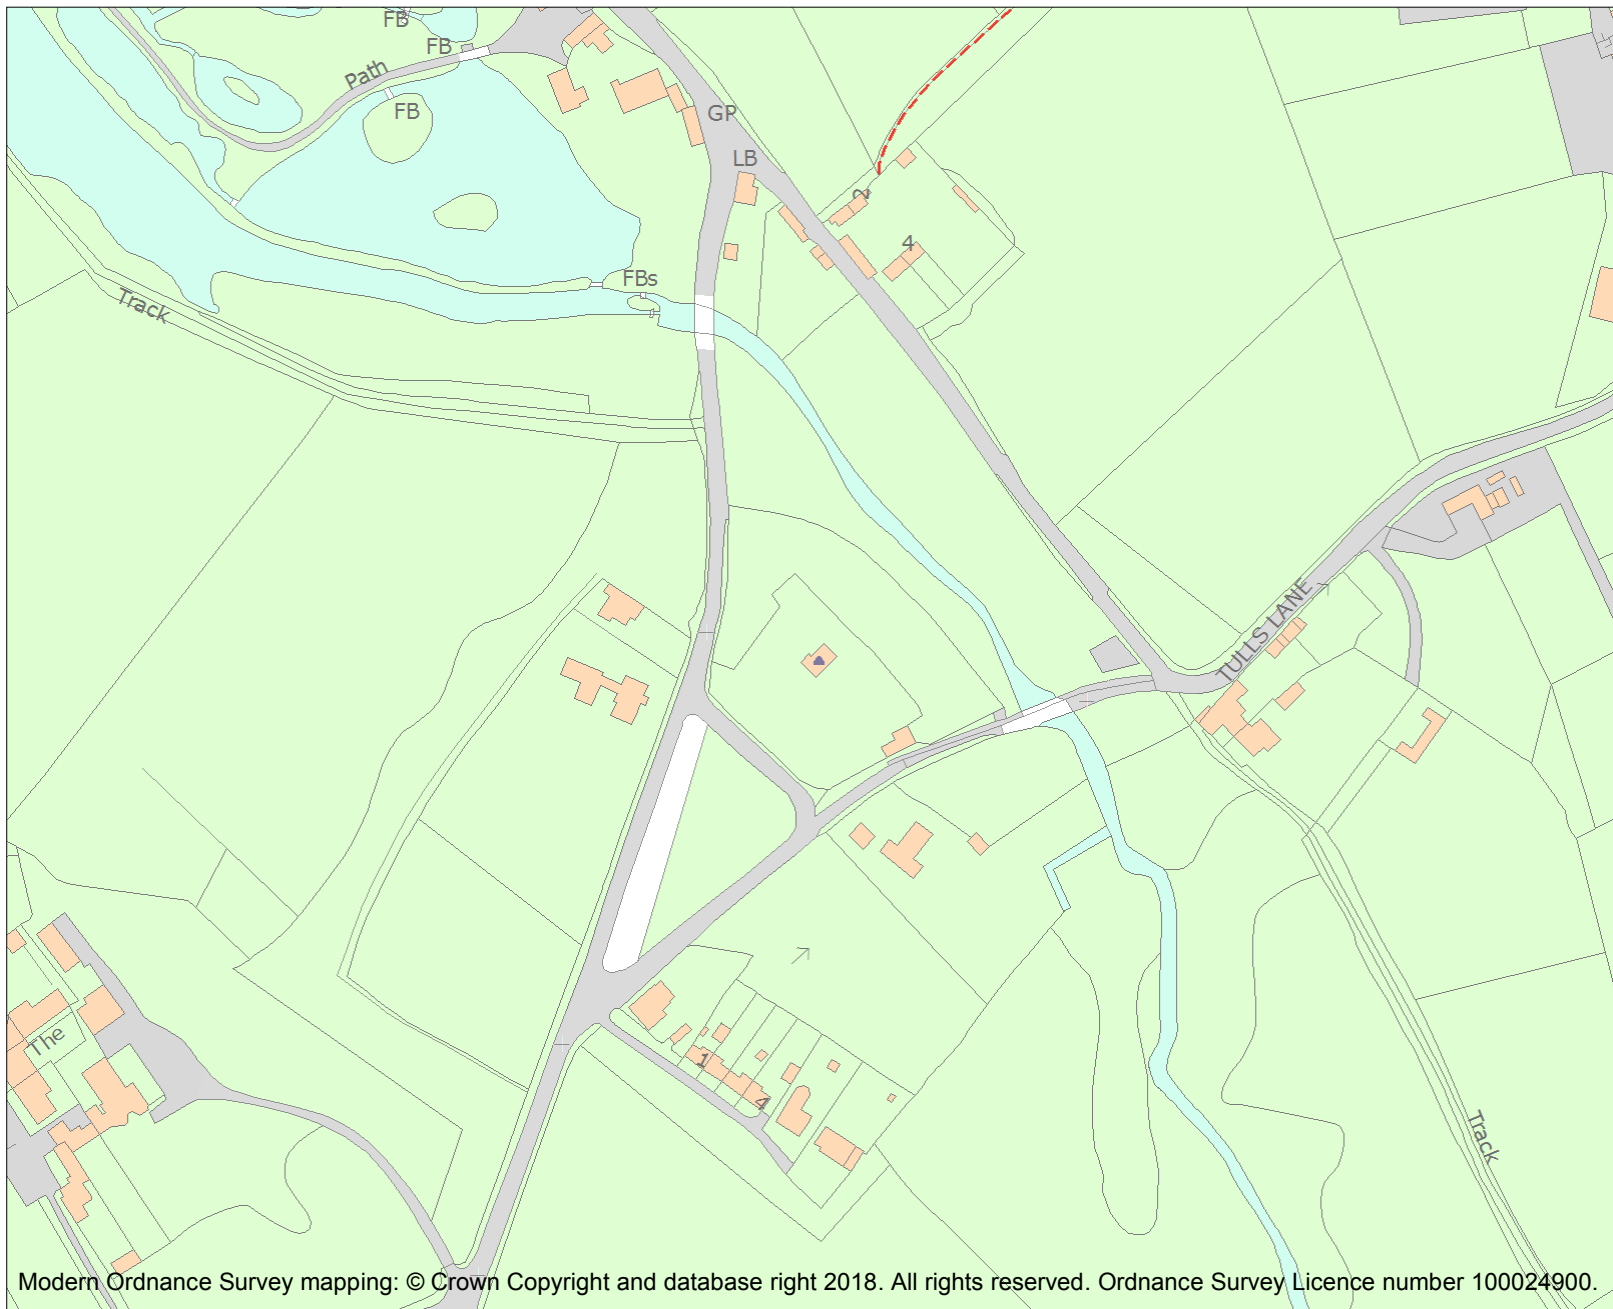 FB
FB
Path
FB
GP
LB
2
4
FBs
Track
TULLS LANE
The
1
4
Track
Modern Ordnance Survey mapping: © Crown Copyright and database right 2018. All rights reserved. Ordnance Survey Licence number 100024900.